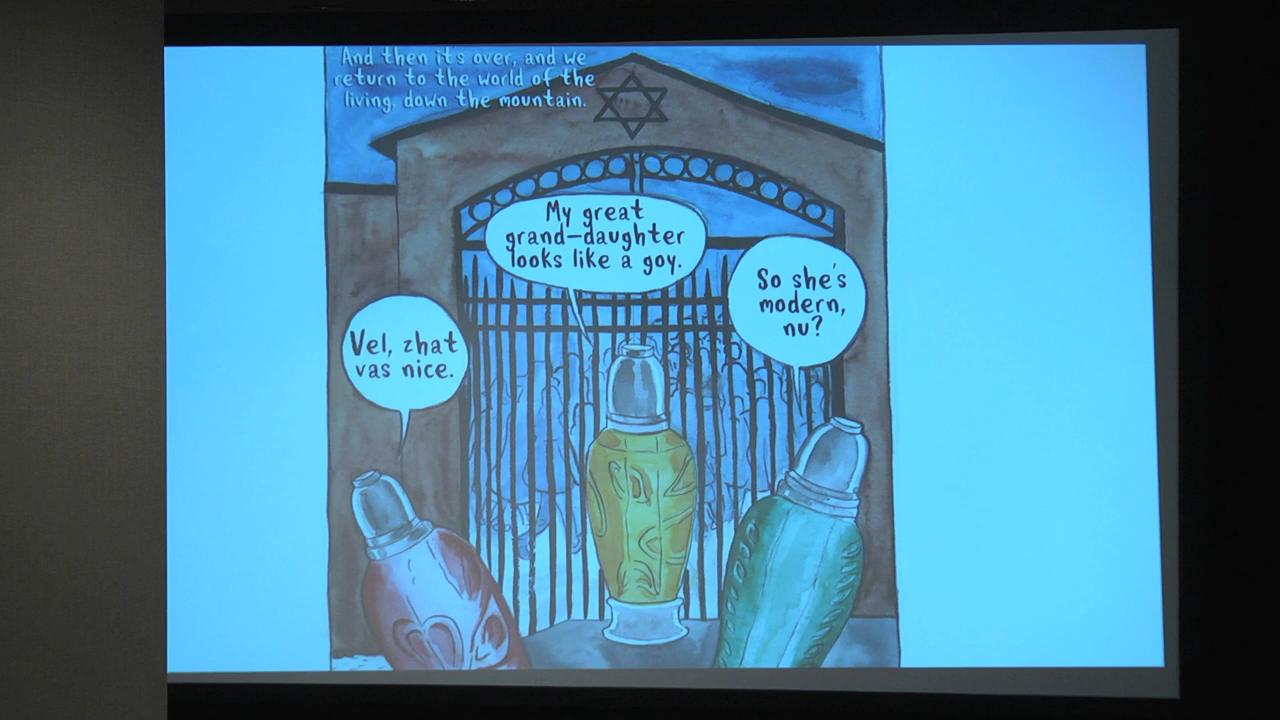 And then it's over, and we
return to the world of the
living, down the mountain.
My great
grand-daughter
looks like a goy.
So she's
modern,
nu?
Vel, zhat
vas nice.